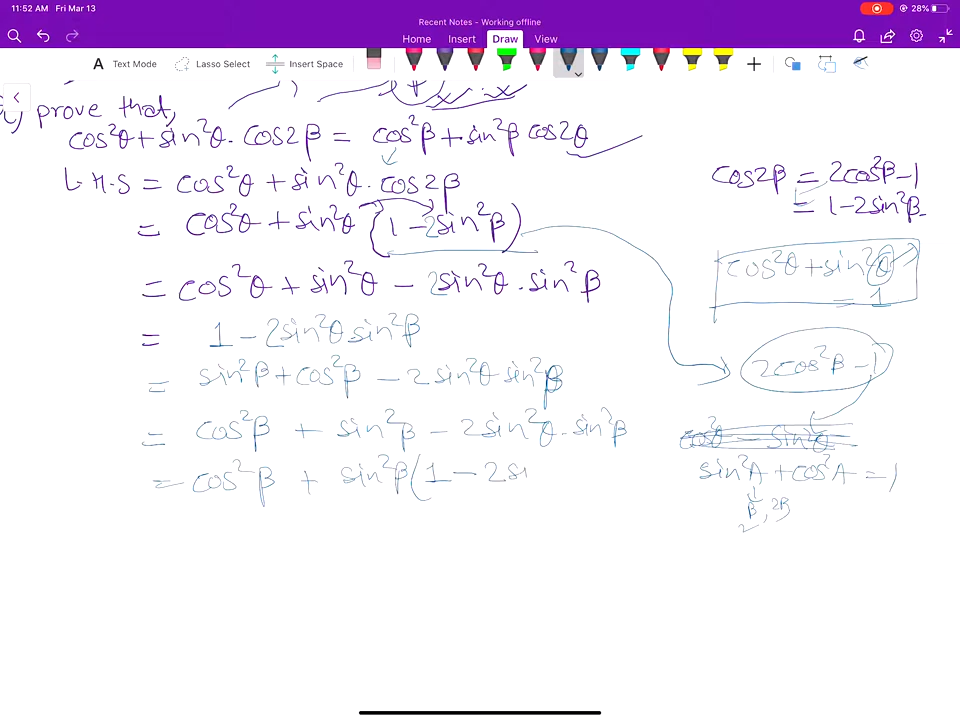 11:52 AM Fri Mar 13
28%
Recent Notes - Working offline
Home Insert Draw View
A Text Mode Lasso Select Insert Space
prove that,
cos²θ + sin²θ. cos2β = cos²β + sin²β cos2θ
L.H.S = cos²θ + sin²θ. cos2β
= cos²θ + sin²θ {1 - 2sin²β}
= cos²θ + sin²θ - 2sin²θ . sin²β
= 1 - 2sin²θ sin²β
= sin²β + cos²β - 2 sin²θ sin²β
= cos²β + sin²β - 2sin²θ . sin²β
= cos²β + sin²β (1 - 2si
cos2β = 2cos²β - 1
= 1 - 2sin²β
cos²θ + sin²θ
= 1
2cos²β - 1
sin²A + cos²A = 1
β, 2β